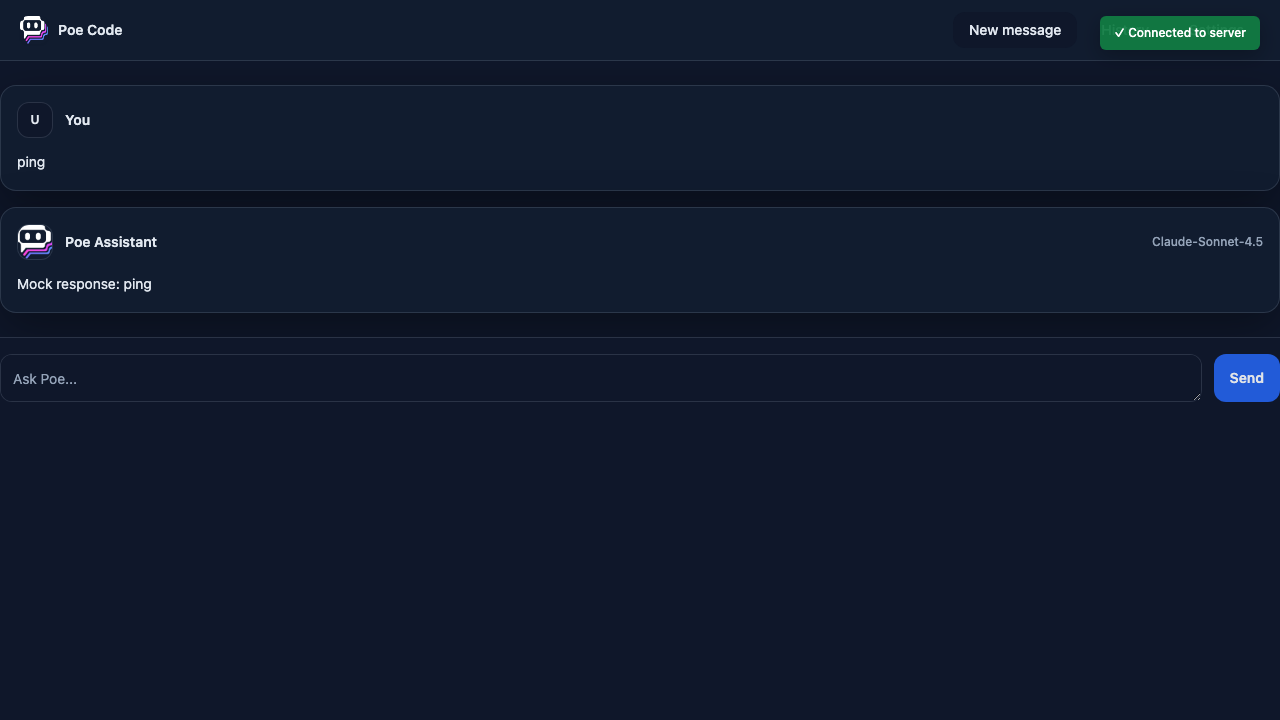 Poe Code
New message
✓ Connected to server
U
You
ping
Poe Assistant
Claude-Sonnet-4.5
Mock response: ping
Ask Poe...
Send